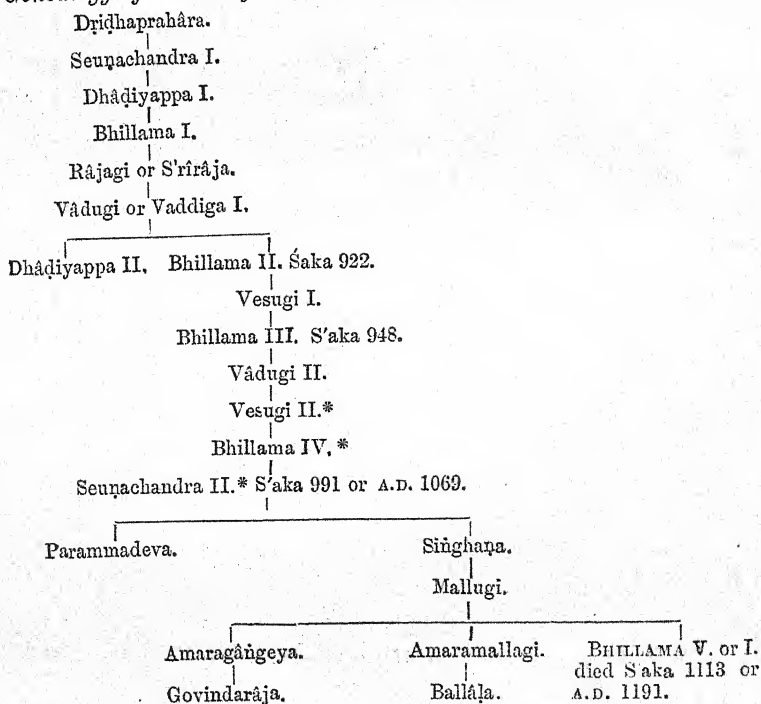 Dṛiḍhaprahâra.
Seuṇachandra I.
Dhâḍiyappa I.
Bhillama I.
Râjagi or S'rîrâja.
Vâdugi or Vaddiga I.
Dhâḍiyappa II. Bhillama II. Śaka 922.
Vesugi I.
Bhillama III. S'aka 948.
Vâdugi II.
Vesugi II.*
Bhillama IV. *
Seuṇachandra II.* S'aka 991 or A.D. 1069.
Parammadeva. Siṅghaṇa.
Mallugi.
Amaragâṅgeya. Amaramallagi. BHILLAMA V. or I.
died S'aka 1113 or
Govindarâja. Ballâḷa. A.D. 1191.